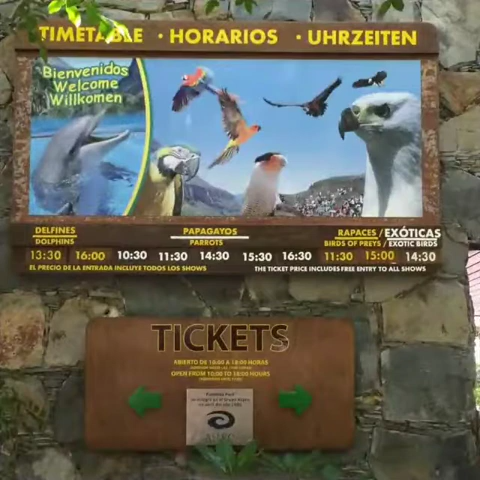 TIMETABLE · HORARIOS · UHRZEITEN
Bienvenidos
Welcome
Willkomen
DELFINES
DOLPHINS
PAPAGAYOS
PARROTS
RAPACES / EXÓTICAS
BIRDS OF PREYS / EXOTIC BIRDS
13:30 16:00 10:30 11:30 14:30 15:30 16:30 11:30 15:00 14:30
EL PRECIO DE LA ENTRADA INCLUYE TODOS LOS SHOWS
THE TICKET PRICE INCLUDES FREE ENTRY TO ALL SHOWS
TICKETS
ABIERTO DE 10:00 A 18:00 HORAS
OPEN FROM 10:00 TO 18:00 HOURS